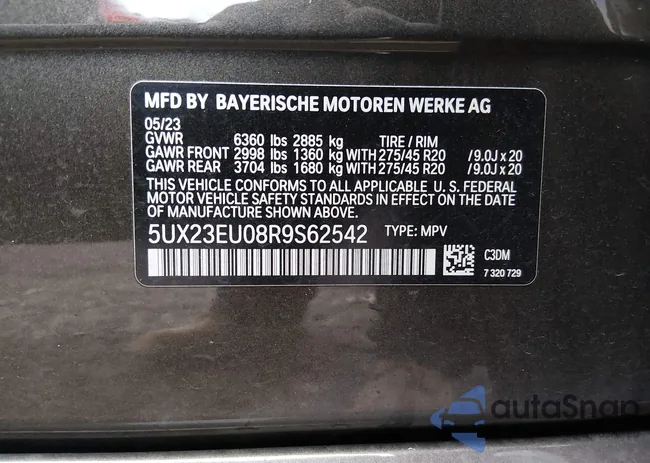 MFD BY BAYERISCHE MOTOREN WERKE AG
05/23
GVWR 6360 lbs 2885 kg TIRE / RIM
GAWR FRONT 2998 lbs 1360 kg WITH 275/45 R20 /9.0J x 20
GAWR REAR 3704 lbs 1680 kg WITH 275/45 R20 /9.0J x 20
THIS VEHICLE CONFORMS TO ALL APPLICABLE U. S. FEDERAL
MOTOR VEHICLE SAFETY STANDARDS
IN EFFECT ON THE DATE OF MANUFACTURE SHOWN ABOVE.
5UX23EU08R9S62542 TYPE: MPV
C3DM
7 320 729
autaSnap